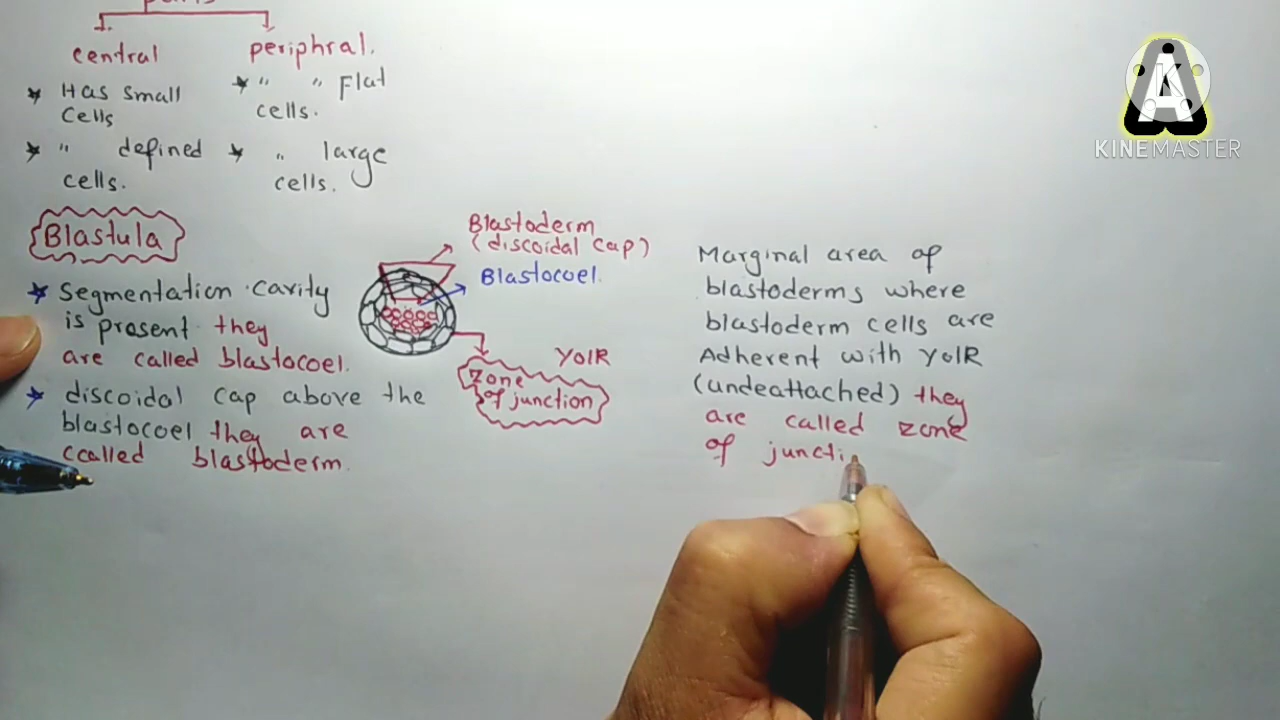 central
periphral.
★ Has small
cells
★ " " Flat
cells.
★ " defined
cells.
★ " large
cells.
Blastula
★ Segmentation cavity
is present they
are called blastocoel.
★ discoidal cap above the
blastocoel they are
ccalled blastoderm.
Blastoderm
(discoidal cap)
Blastocoel.
YolR
Zone
of junction
Marginal area of
blastoderms where
blastoderm cells are
Adherent with YolR
(undeattached) they
are called zone
of juncti
AK
KINEMASTER